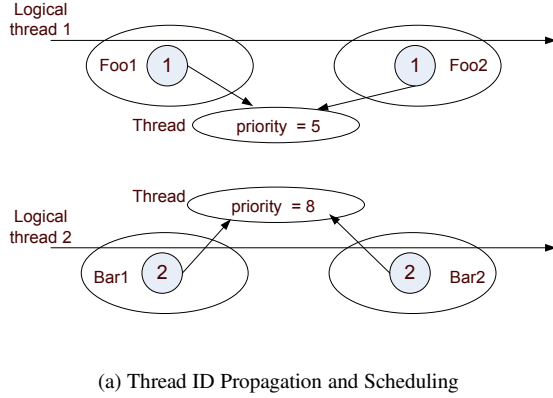 Logical
thread 1
Foo1
1
1
Foo2
Thread
priority = 5
Thread
priority = 8
Logical
thread 2
Bar1
2
2
Bar2
(a) Thread ID Propagation and Scheduling